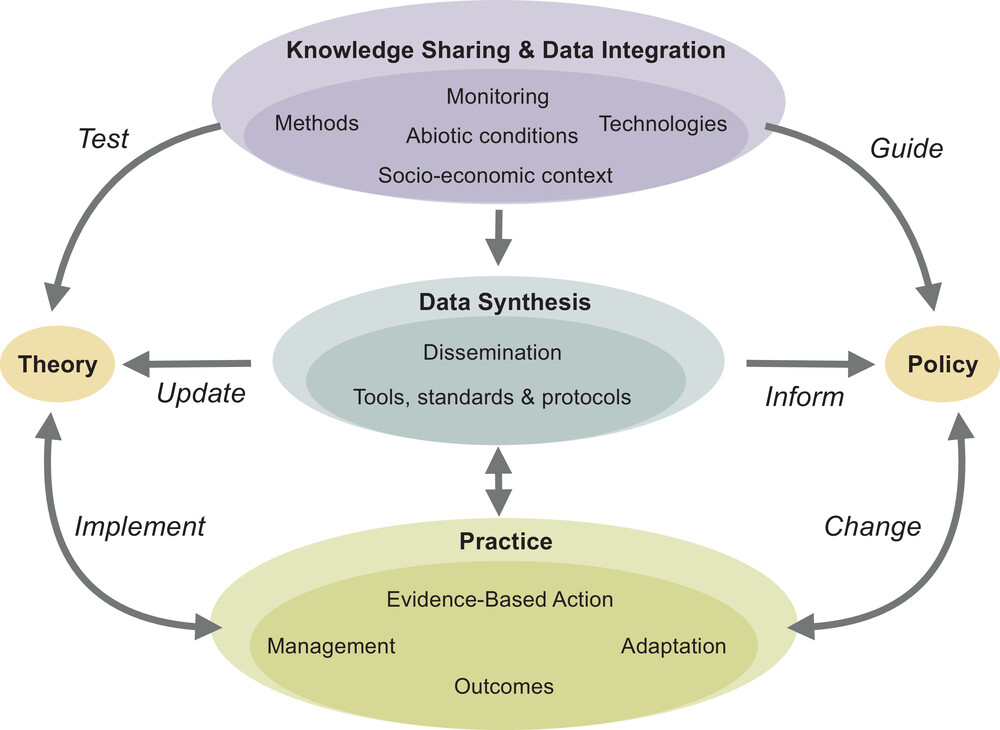 Knowledge Sharing & Data Integration
Monitoring
Methods
Abiotic conditions
Technologies
Socio-economic context
Test
Guide
Data Synthesis
Dissemination
Tools, standards & protocols
Theory
Update
Inform
Policy
Implement
Change
Practice
Evidence-Based Action
Management
Adaptation
Outcomes